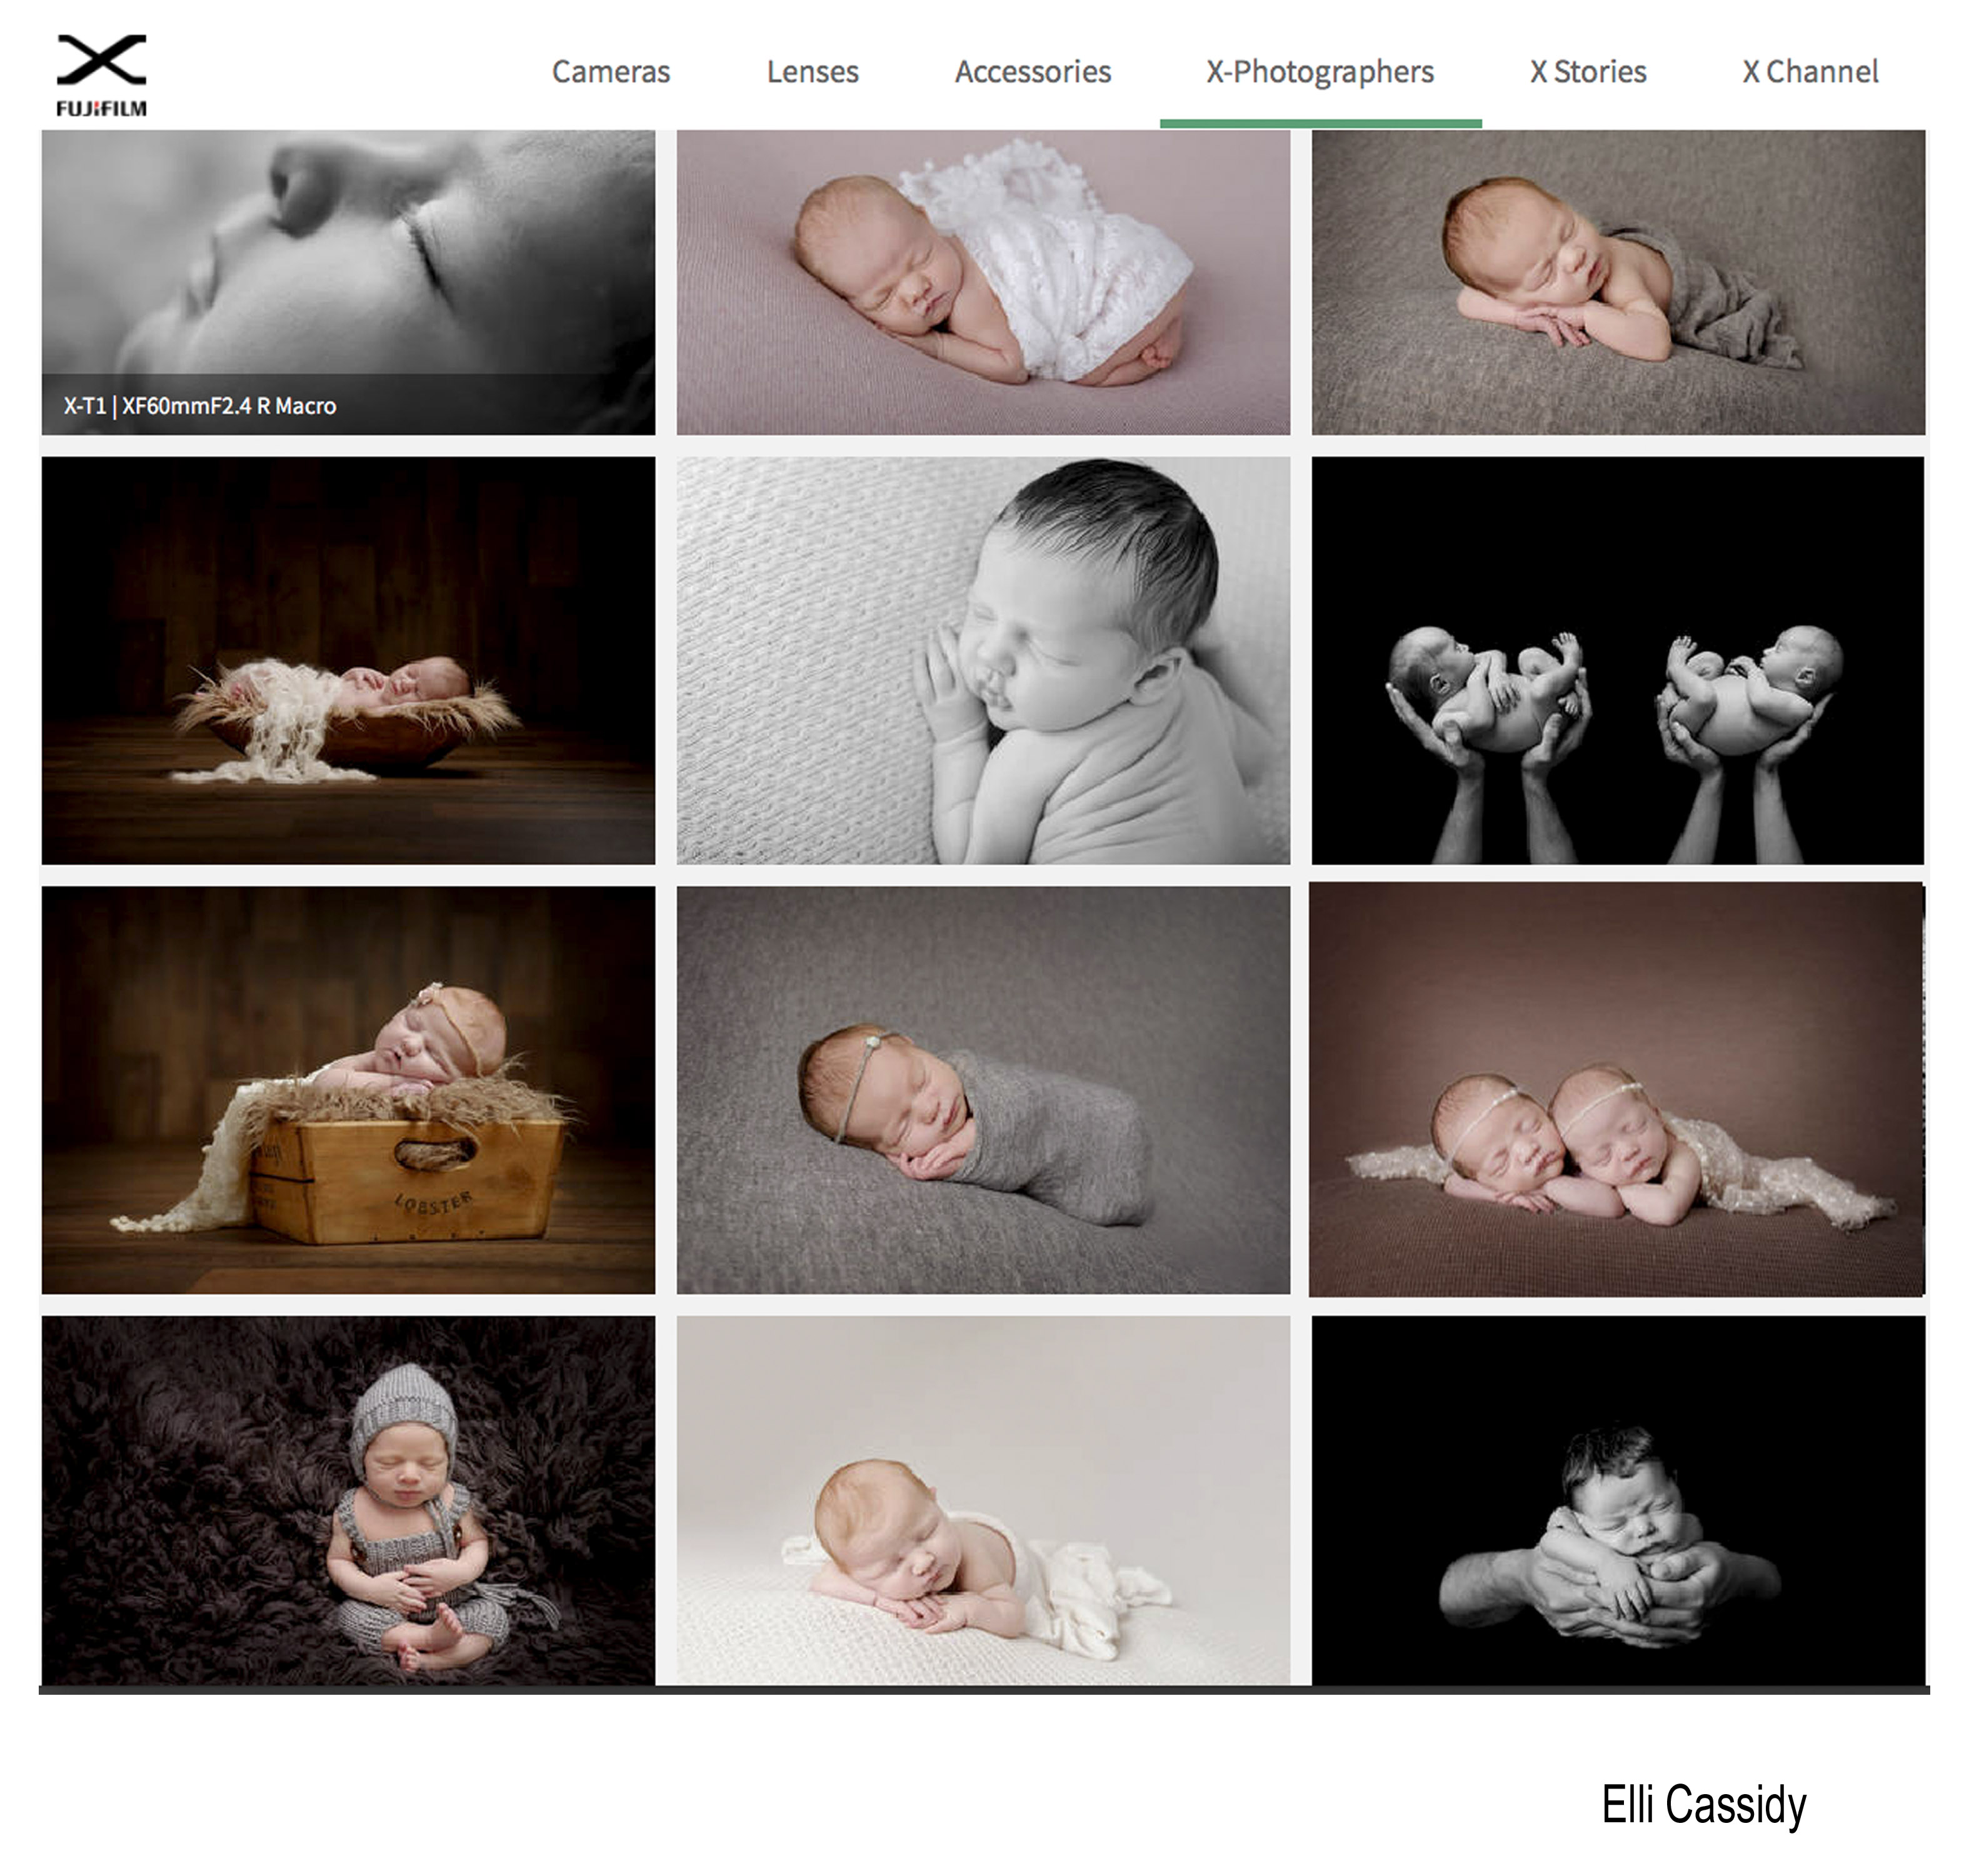 FUJIFILM
Cameras Lenses Accessories X-Photographers X Stories X Channel
X-T1 | XF60mmF2.4 R Macro
LOBSTER
Elli Cassidy